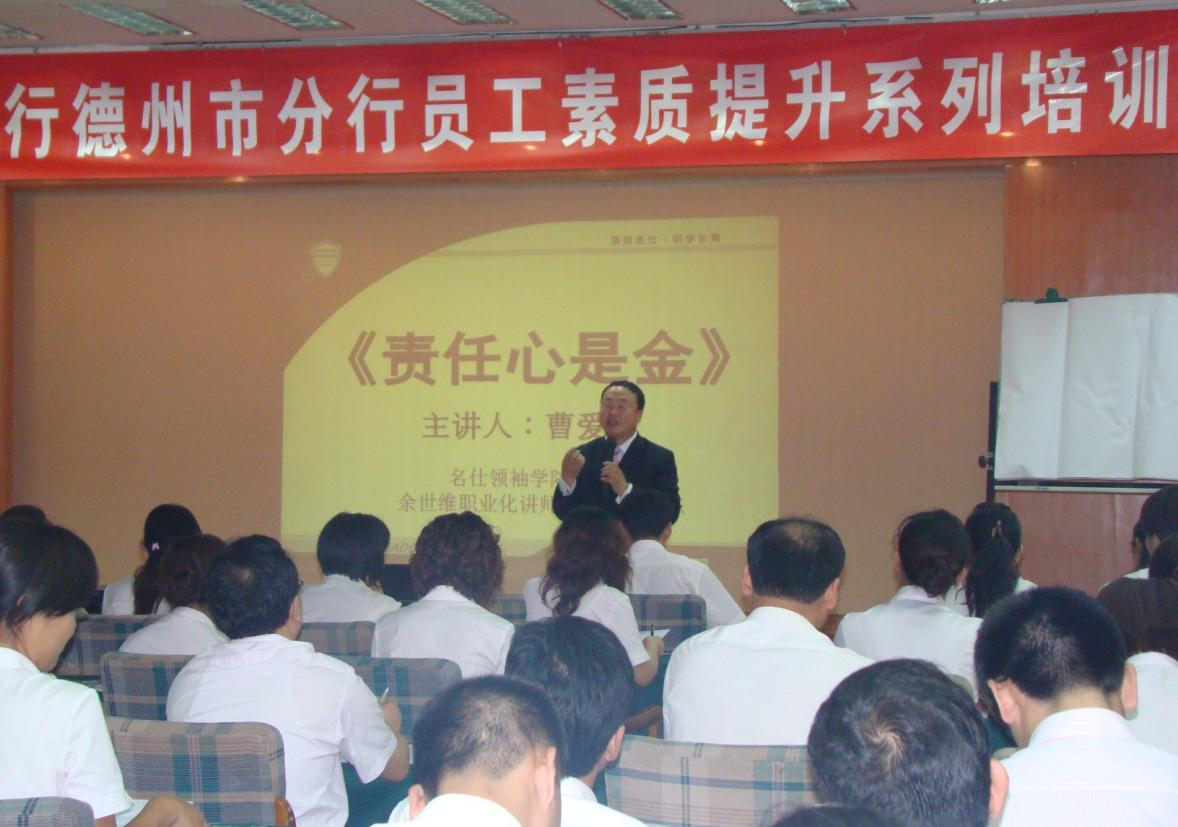 行德州市分行员工素质提升系列培训
《责任心是金》
主讲人：曹爱
名仕领袖学院
余世维职业化讲师